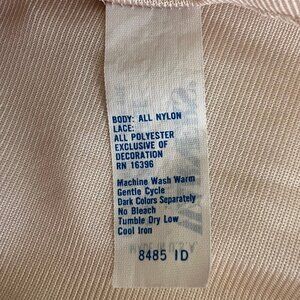 BODY: ALL NYLON
LACE:
ALL POLYESTER
EXCLUSIVE OF
DECORATION
RN 16396
Machine Wash Warm
Gentle Cycle
Dark Colors Separately
No Bleach
Tumble Dry Low
Cool Iron
8485 ID